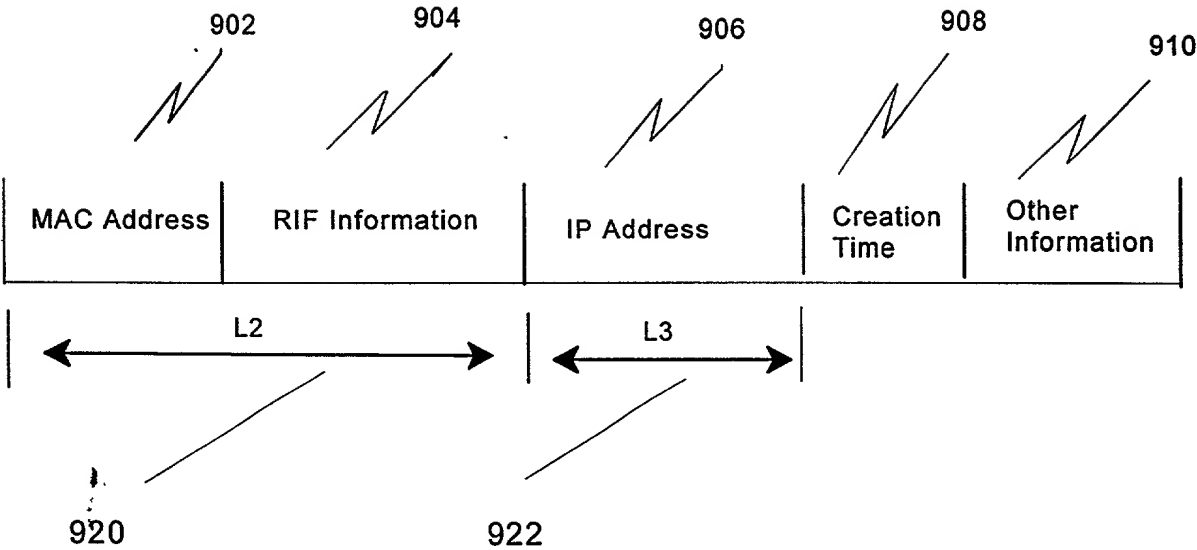 902
904
906
908
910
MAC Address
RIF Information
IP Address
Creation
Time
Other
Information
L2
L3
920
922